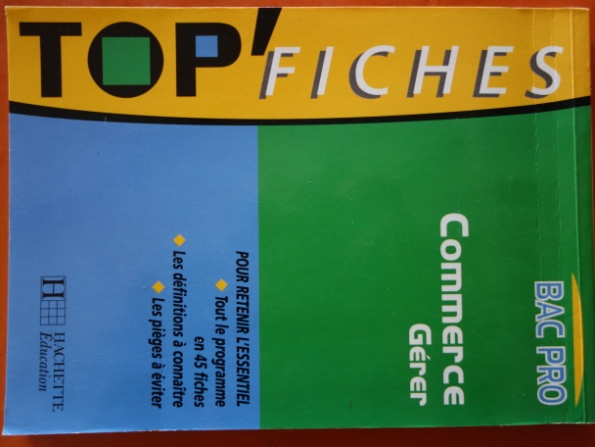 TOP'FICHES
BAC PRO
Commerce
Gérer
POUR RETENIR L'ESSENTIEL
Tout le programme
en 45 fiches
Les définitions à connaître
Les pièges à éviter
H
HACHETTE
Éducation